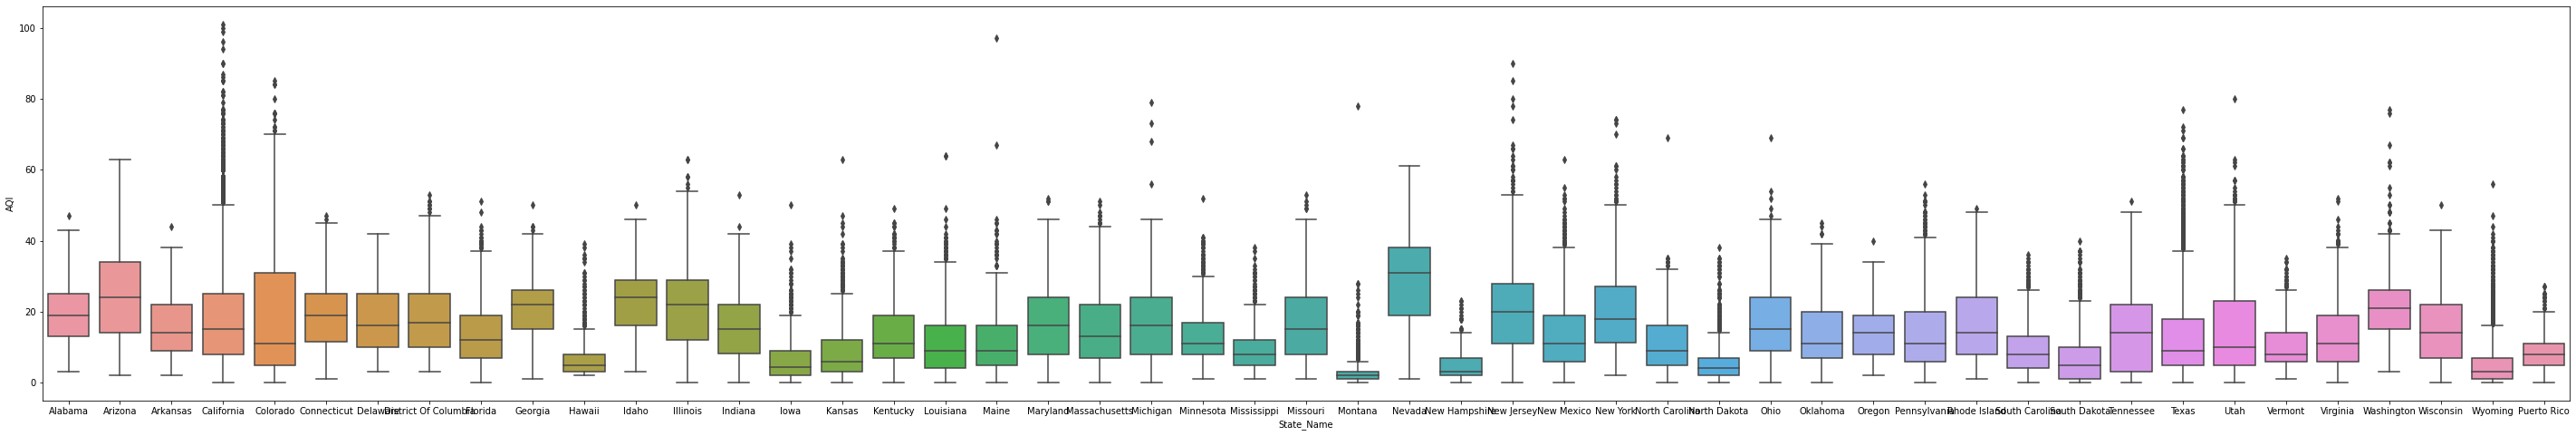 100
80
60
40
20
0
AQI
Alabama Arizona Arkansas California Colorado Connecticut Delaware District Of Columbia Florida Georgia Hawaii Idaho Illinois Indiana Iowa Kansas Kentucky Louisiana Maine Maryland Massachusetts Michigan Minnesota Mississippi Missouri Montana Nevada New Hampshire New Jersey New Mexico New York North Carolina North Dakota Ohio Oklahoma Oregon Pennsylvania Rhode Island South Carolina South Dakota Tennessee Texas Utah Vermont Virginia Washington Wisconsin Wyoming Puerto Rico
State_Name